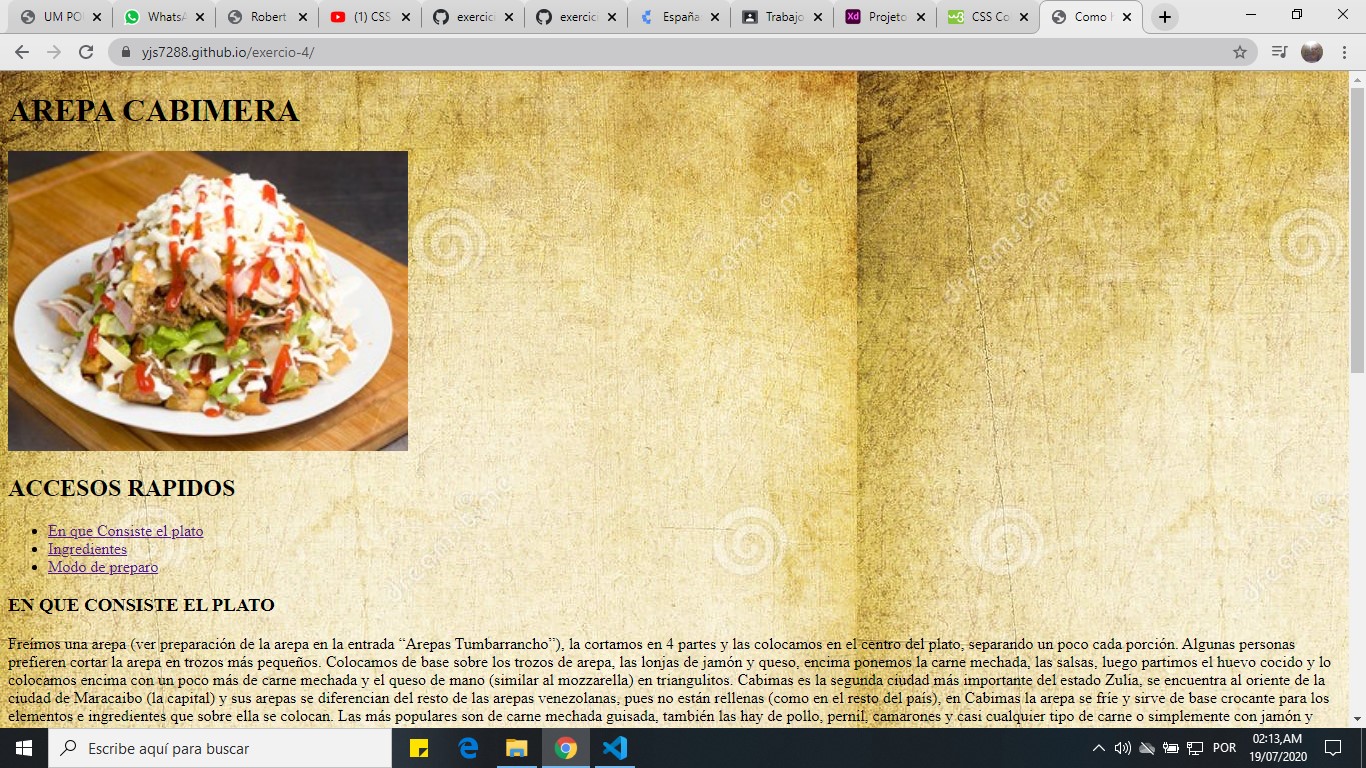 UM PO
WhatsA
Robert
(1) CSS
exercici
exercici
España
Trabajo
Projeto
CSS Co
Como h
yjs7288.github.io/exercio-4/
AREPA CABIMERA
dreamstime
dreamstime
ACCESOS RAPIDOS
En que Consiste el plato
Ingredientes
Modo de preparo
EN QUE CONSISTE EL PLATO
Freímos una arepa (ver preparación de la arepa en la entrada “Arepas Tumbarrancho”), la cortamos en 4 partes y las colocamos en el centro del plato, separando un poco cada porción. Algunas personas
prefieren cortar la arepa en trozos más pequeños. Colocamos de base sobre los trozos de arepa, las lonjas de jamón y queso, encima ponemos la carne mechada, las salsas, luego partimos el huevo cocido y lo
colocamos encima con un poco más de carne mechada y el queso de mano (similar al mozzarella) en triangulitos. Cabimas es la segunda ciudad más importante del estado Zulia, se encuentra al oriente de la
ciudad de Maracaibo (la capital) y sus arepas se diferencian del resto de las arepas venezolanas, pues no están rellenas (como en el resto del país), en Cabimas la arepa se fríe y sirve de base crocante para los
elementos e ingredientes que sobre ella se colocan. Las más populares son de carne mechada guisada, también las hay de pollo, pernil, camarones y casi cualquier tipo de carne o simplemente con jamón y
Escribe aquí para buscar
POR
02:13,AM
19/07/2020